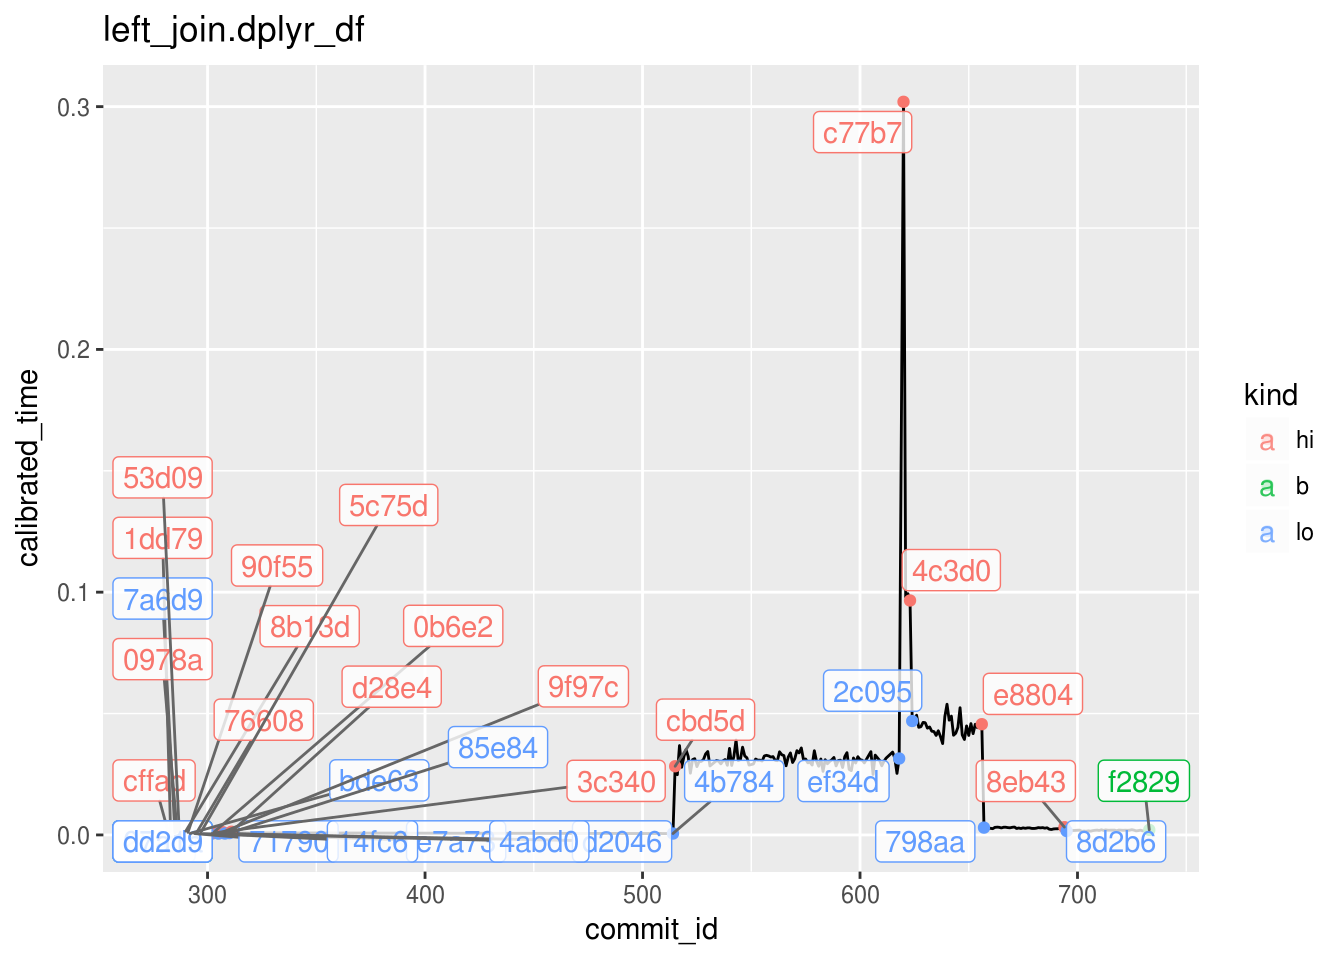 left_join.dplyr_df
calibrated_time
0.3
0.2
0.1
0.0
c77b7
53d09
5c75d
1dd79
90f55
4c3d0
7a6d9
8b13d
0b6e2
0978a
d28e4
9f97c
2c095
e8804
76608
cbd5d
85e84
cffad
bde63
3c340
4b784
ef34d
8eb43
f2829
dd2d9
71790
14fc6
4abd0
d2046
798aa
8d2b6
300 400 500 600 700
commit_id
kind
a hi
a b
a lo